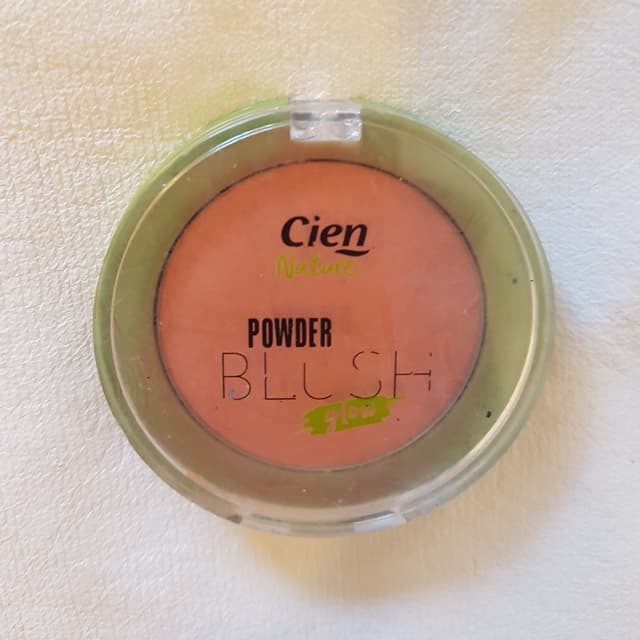 Cien
Nature
POWDER
BLUSH
glow